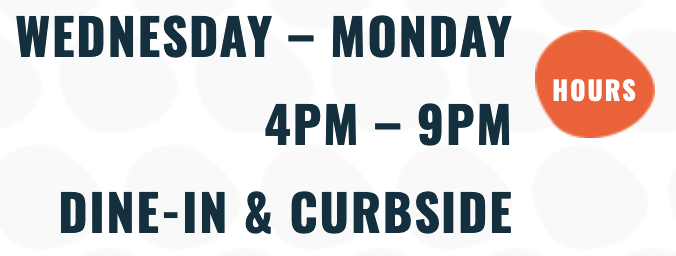 WEDNESDAY – MONDAY
HOURS
4PM – 9PM
DINE-IN & CURBSIDE